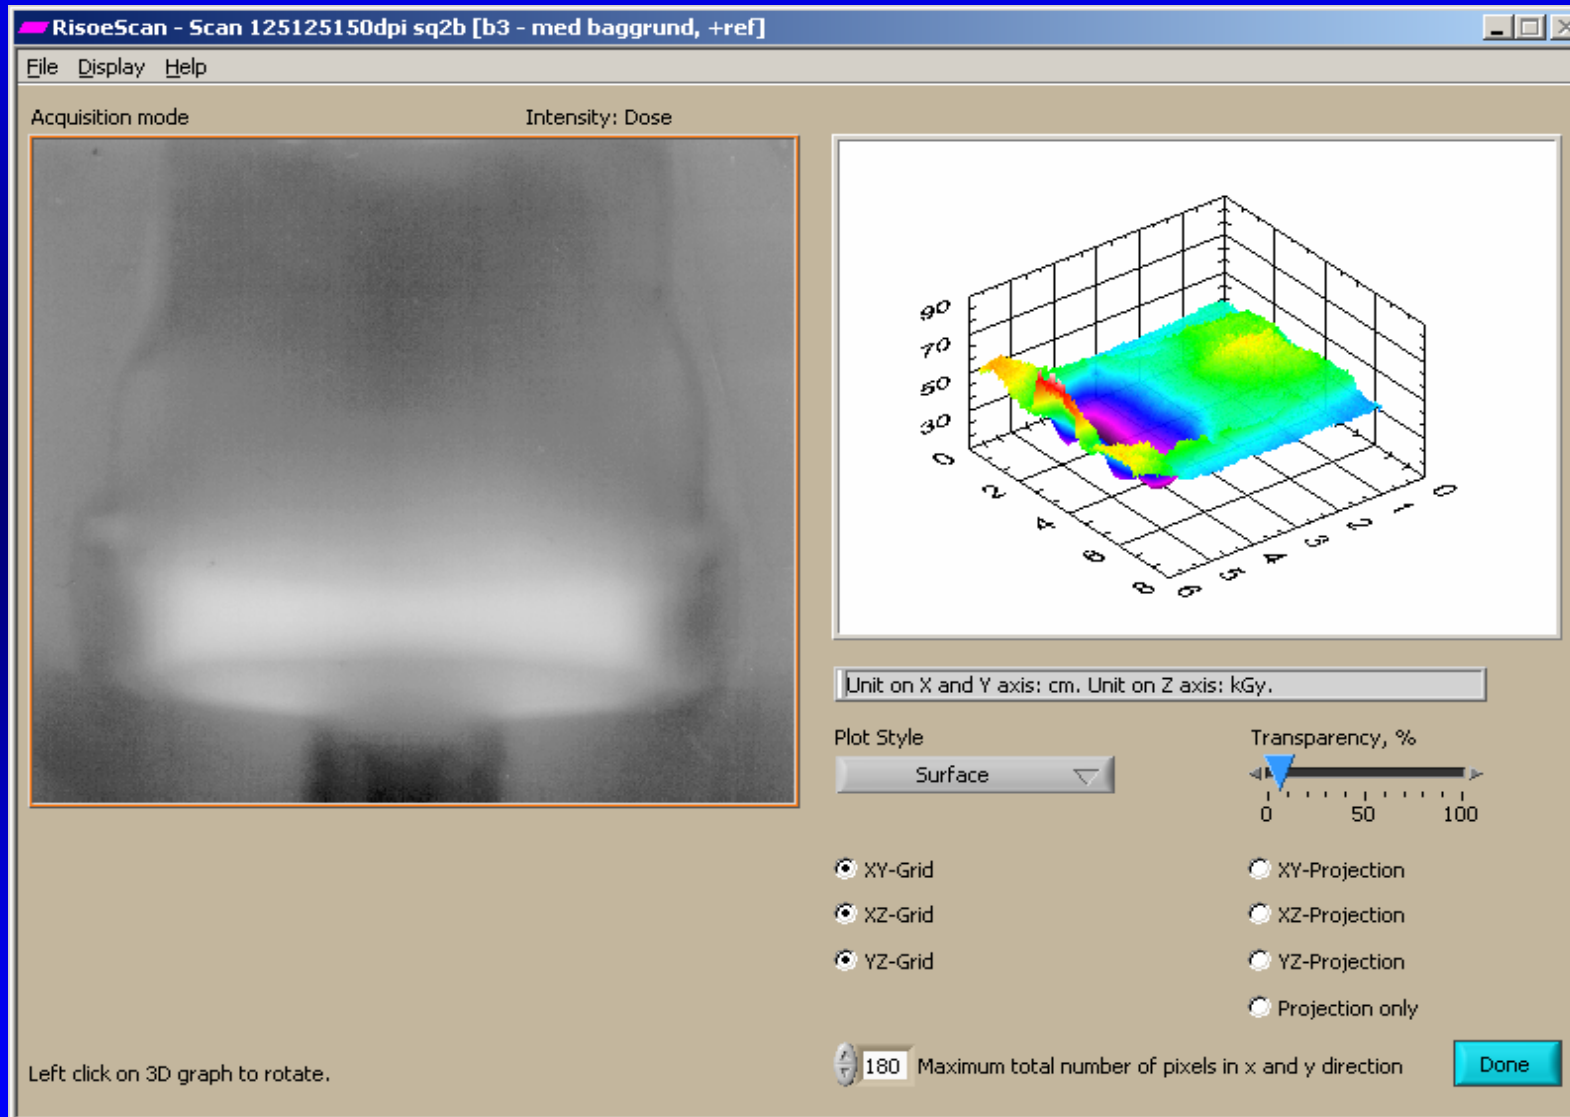 RisoeScan - Scan 125125150dpi sq2b [b3 - med baggrund, +ref]
File Display Help
Acquisition mode Intensity: Dose
90
70
50
30
0
2
4
6
8
6
5
4
3
2
1
0
Unit on X and Y axis: cm. Unit on Z axis: kGy.
Plot Style Transparency, %
Surface
0 50 100
XY-Grid XY-Projection
XZ-Grid XZ-Projection
YZ-Grid YZ-Projection
Projection only
180 Maximum total number of pixels in x and y direction Done
Left click on 3D graph to rotate.